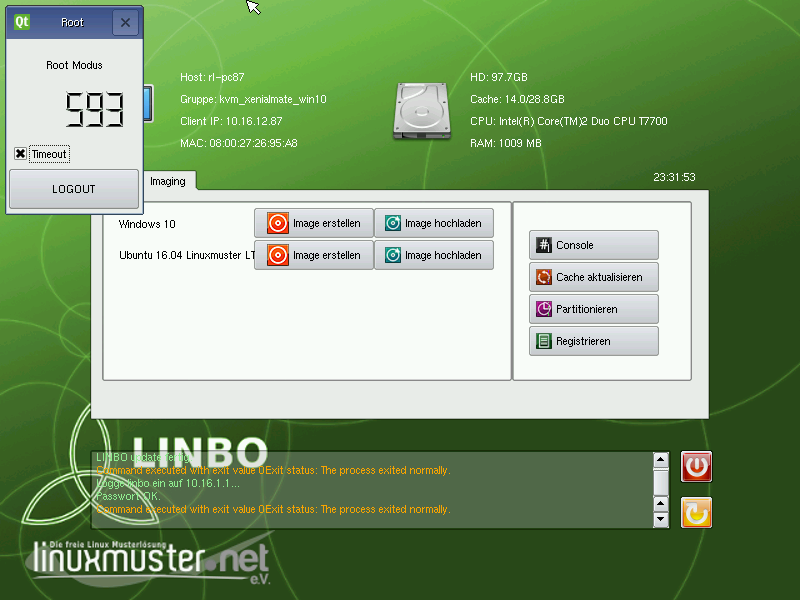 Qt Root
Root Modus
593
Timeout
LOGOUT
Host: rl-pc87
Gruppe: kvm_xenialmate_win10
Client IP: 10.16.12.87
MAC: 08:00:27:26:95:A8
HD: 97.7GB
Cache: 14.0/28.8GB
CPU: Intel(R) Core(TM)2 Duo CPU T7700
RAM: 1009 MB
23:31:53
Imaging
Windows 10 Image erstellen Image hochladen
Ubuntu 16.04 Linuxmuster LT Image erstellen Image hochladen
Console
Cache aktualisieren
Partitionieren
Registrieren
LINBO
LINBO update fertig.
Command executed with exit value 0Exit status: The process exited normally.
Logge linbo ein auf 10.16.1.1...
Passwort OK.
Command executed with exit value 0Exit status: The process exited normally.
Die freie Linux Musterlösung
linuxmuster.net
e.V.